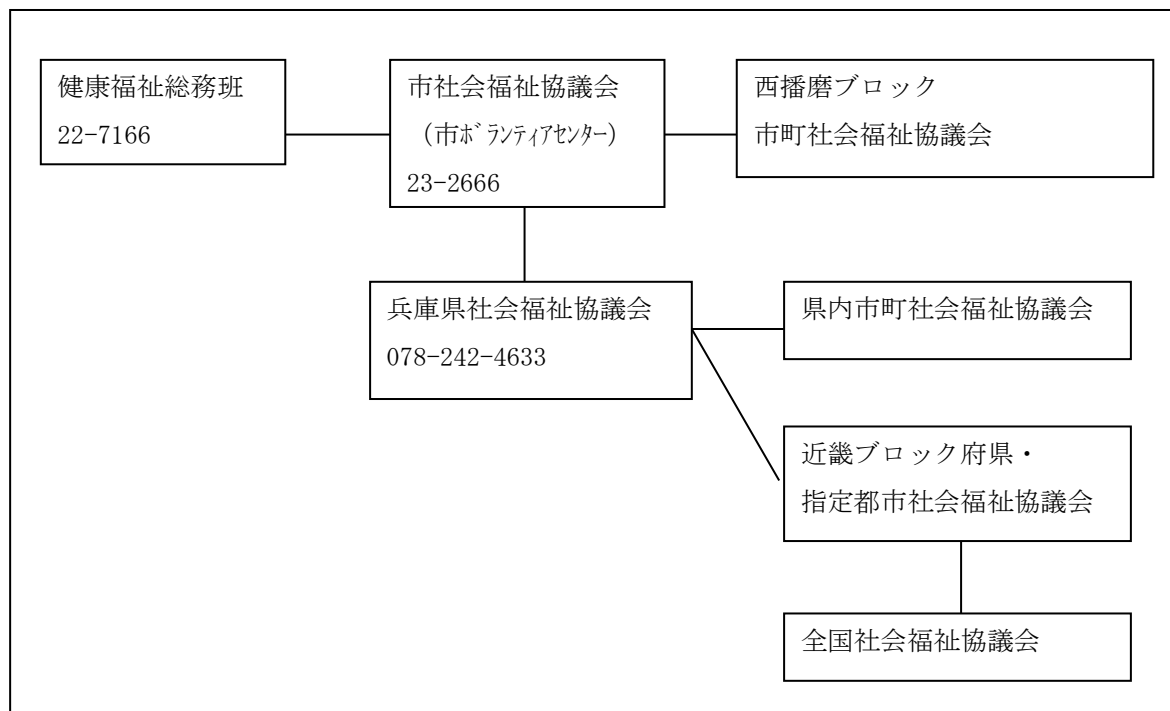 健康福祉総務班
22-7166
市社会福祉協議会
（市ﾎﾞﾗﾝﾃｨｱｾﾝﾀｰ）
23-2666
西播磨ブロック
市町社会福祉協議会
兵庫県社会福祉協議会
078-242-4633
県内市町社会福祉協議会
近畿ブロック府県・
指定都市社会福祉協議会
全国社会福祉協議会